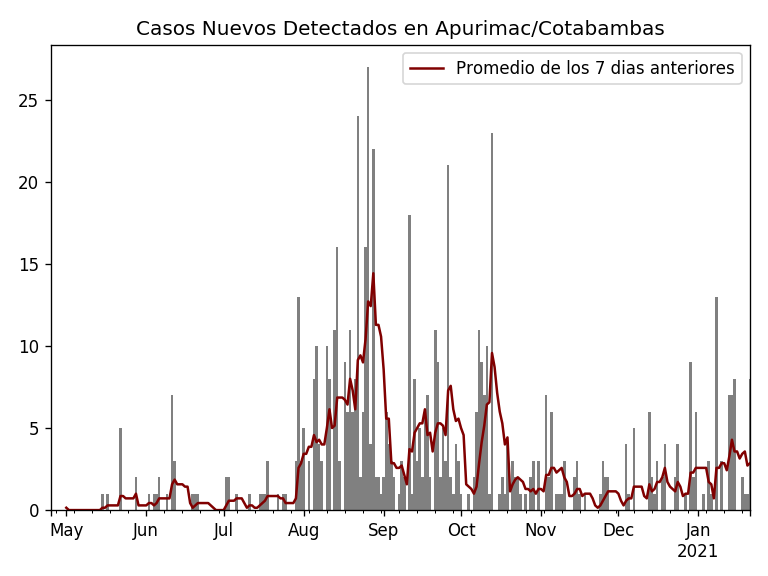 Casos Nuevos Detectados en Apurimac/Cotabambas
Promedio de los 7 dias anteriores
25
20
15
10
5
0
May Jun Jul Aug Sep Oct Nov Dec Jan
2021